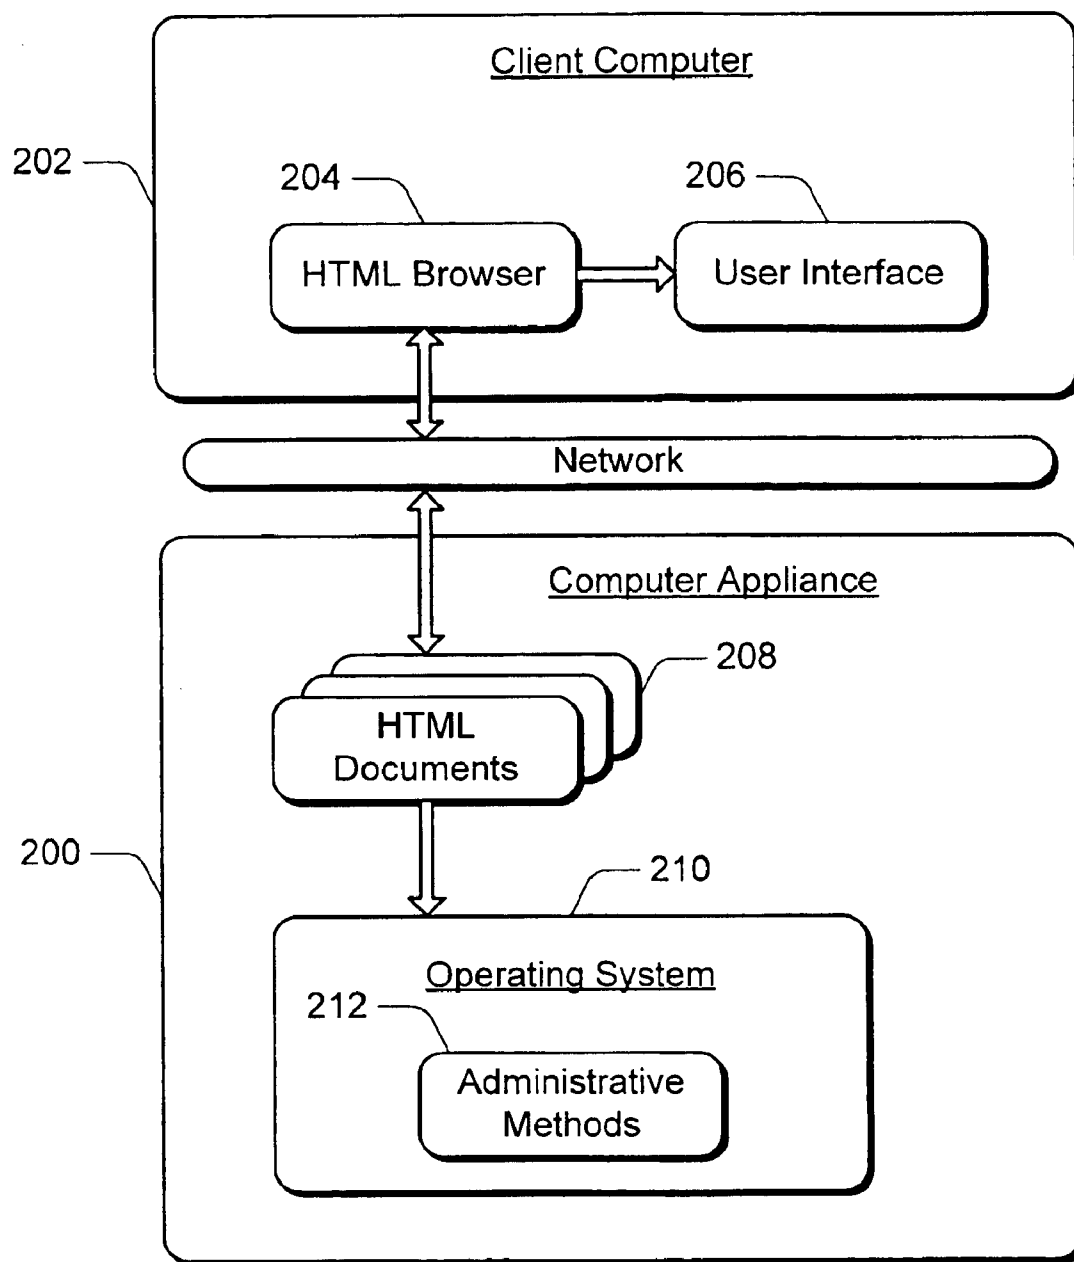 Client Computer
202
204
206
HTML Browser
User Interface
Network
Computer Appliance
208
HTML
Documents
200
210
Operating System
212
Administrative
Methods